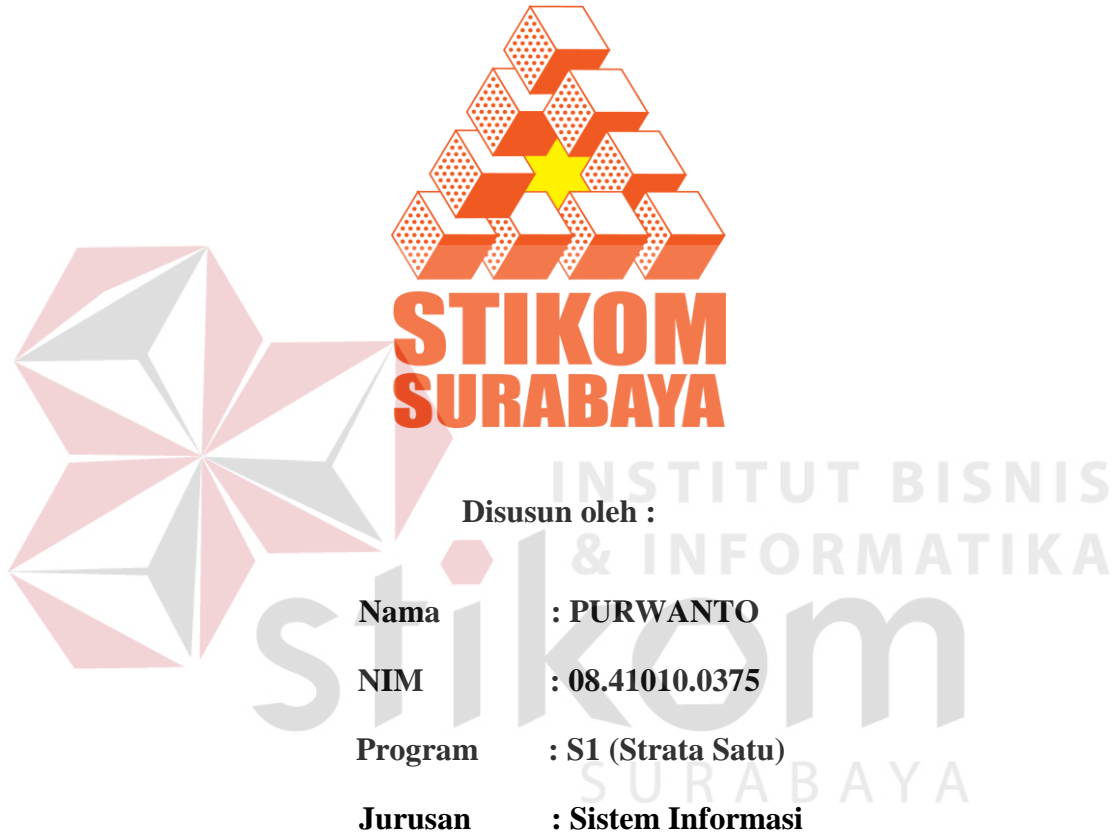 STIKOM
SURABAYA
INSTITUT BISNIS
Disusun oleh :
& INFORMATIKA
stikom
Nama : PURWANTO
NIM : 08.41010.0375
Program : S1 (Strata Satu)
SURABAYA
Jurusan : Sistem Informasi